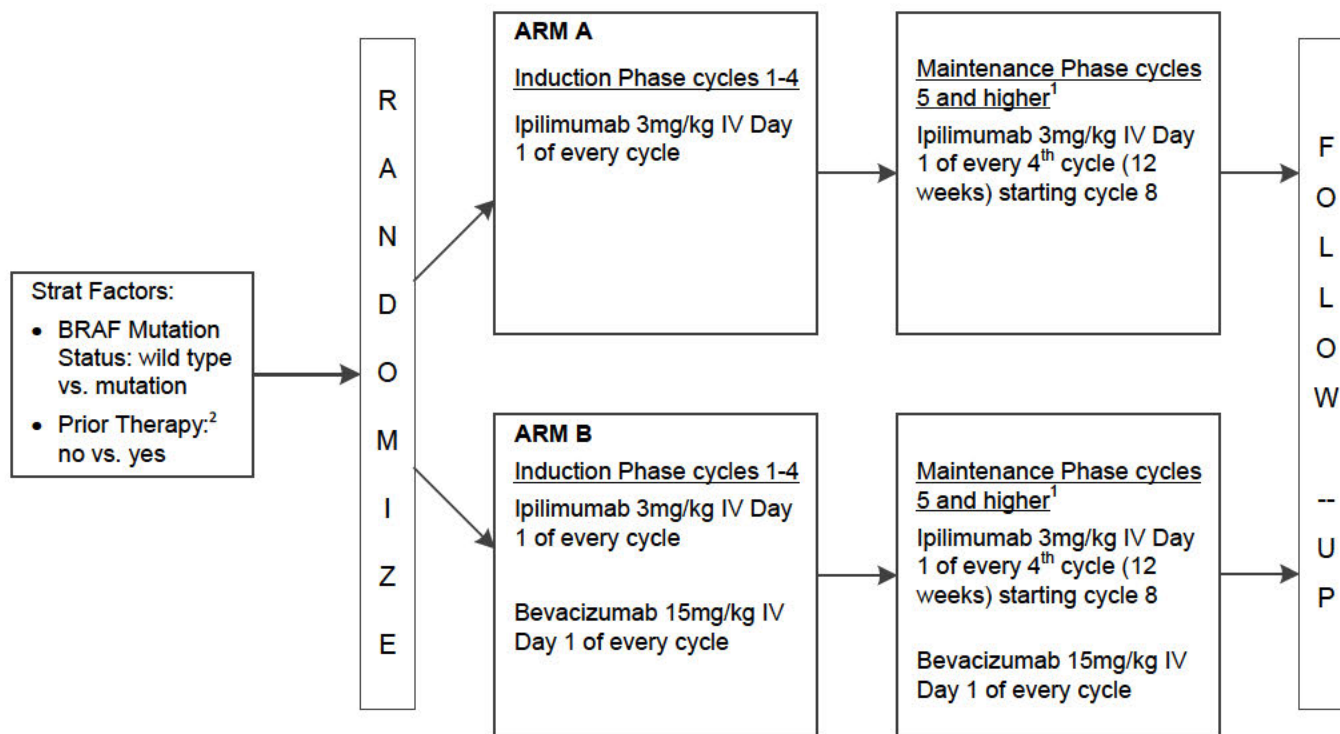 Strat Factors:
• BRAF Mutation
Status: wild type
vs. mutation
• Prior Therapy:²
no vs. yes
R
A
N
D
O
M
I
Z
E
ARM A
Induction Phase cycles 1-4
Ipilimumab 3mg/kg IV Day
1 of every cycle
Maintenance Phase cycles
5 and higher¹
Ipilimumab 3mg/kg IV Day
1 of every 4th cycle (12
weeks) starting cycle 8
ARM B
Induction Phase cycles 1-4
Ipilimumab 3mg/kg IV Day
1 of every cycle
Bevacizumab 15mg/kg IV
Day 1 of every cycle
Maintenance Phase cycles
5 and higher¹
Ipilimumab 3mg/kg IV Day
1 of every 4th cycle (12
weeks) starting cycle 8
Bevacizumab 15mg/kg IV
Day 1 of every cycle
F
O
L
L
O
W
--
U
P